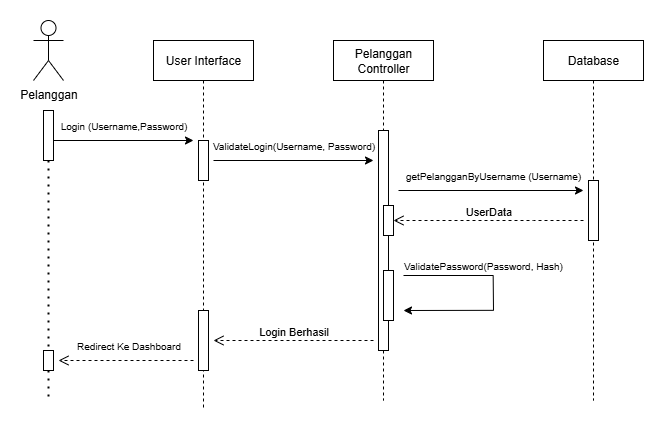 Pelanggan
User Interface
Pelanggan
Controller
Database
Login (Username,Password)
ValidateLogin(Username, Password)
getPelangganByUsername (Username)
UserData
ValidatePassword(Password, Hash)
Login Berhasil
Redirect Ke Dashboard